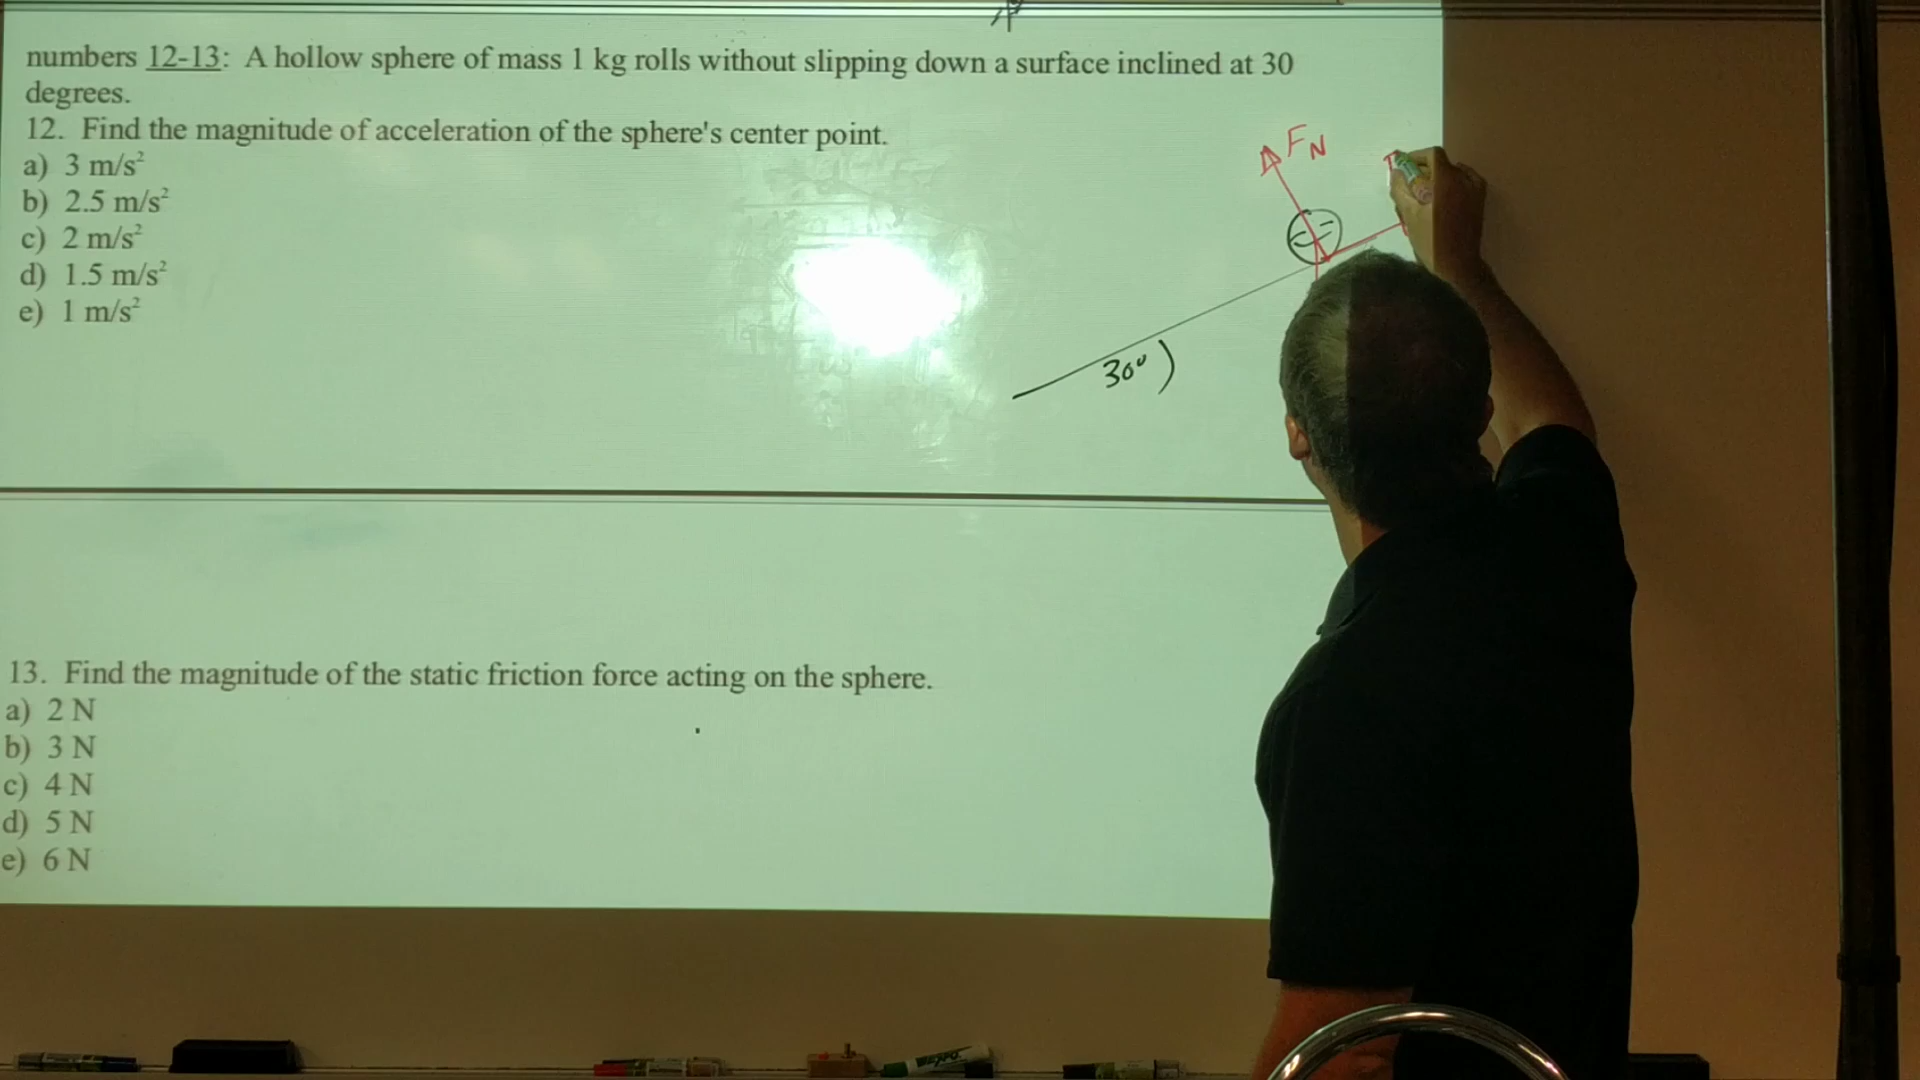 numbers 12-13: A hollow sphere of mass 1 kg rolls without slipping down a surface inclined at 30
degrees.
12. Find the magnitude of acceleration of the sphere's center point.
a) 3 m/s²
b) 2.5 m/s²
c) 2 m/s²
d) 1.5 m/s²
e) 1 m/s²
FN
30°
13. Find the magnitude of the static friction force acting on the sphere.
a) 2 N
b) 3 N
c) 4 N
d) 5 N
e) 6 N
EXPO